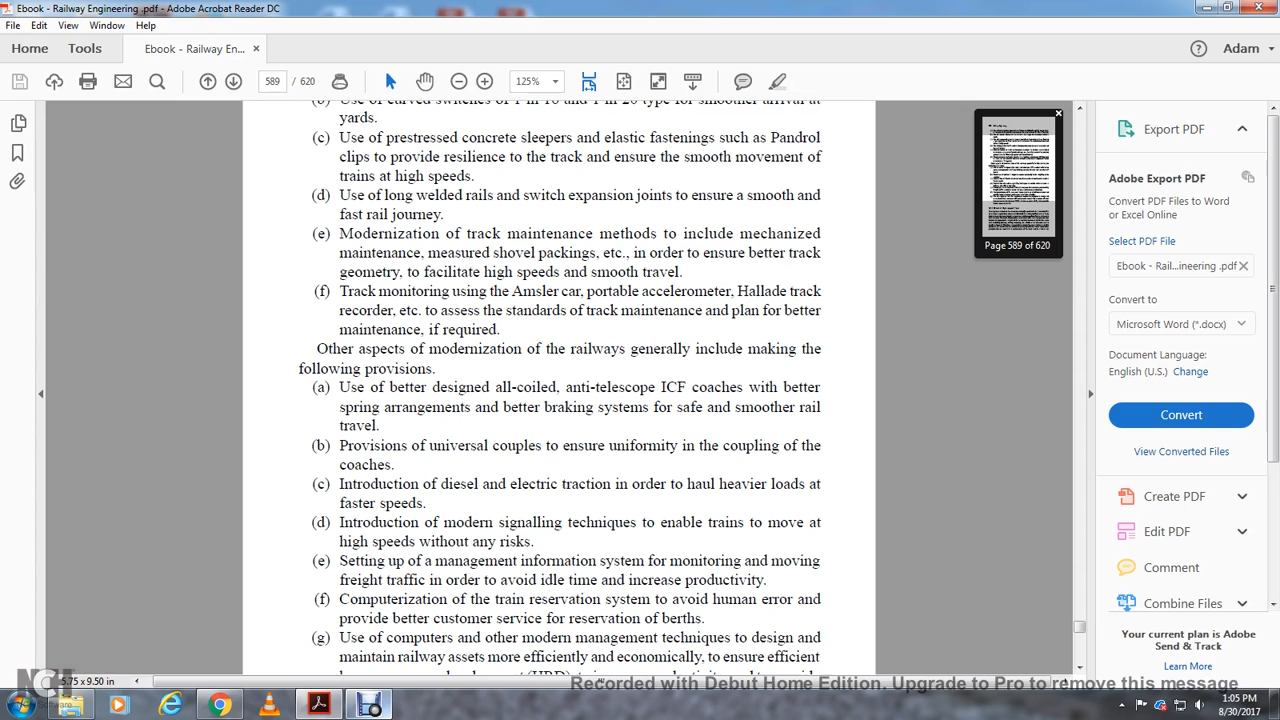 Ebook - Railway Engineering .pdf - Adobe Acrobat Reader DC
File Edit View Window Help
Home Tools Ebook - Railway En... × Adam
589 / 620 125%
yards.
(c) Use of prestressed concrete sleepers and elastic fastenings such as Pandrol
clips to provide resilience to the track and ensure the smooth movement of
trains at high speeds.
(d) Use of long welded rails and switch expansion joints to ensure a smooth and
fast rail journey.
(e) Modernization of track maintenance methods to include mechanized
maintenance, measured shovel packings, etc., in order to ensure better track
geometry, to facilitate high speeds and smooth travel.
(f) Track monitoring using the Amsler car, portable accelerometer, Hallade track
recorder, etc. to assess the standards of track maintenance and plan for better
maintenance, if required.
Other aspects of modernization of the railways generally include making the
following provisions.
(a) Use of better designed all-coiled, anti-telescope ICF coaches with better
spring arrangements and better braking systems for safe and smoother rail
travel.
(b) Provisions of universal couples to ensure uniformity in the coupling of the
coaches.
(c) Introduction of diesel and electric traction in order to haul heavier loads at
faster speeds.
(d) Introduction of modern signalling techniques to enable trains to move at
high speeds without any risks.
(e) Setting up of a management information system for monitoring and moving
freight traffic in order to avoid idle time and increase productivity.
(f) Computerization of the train reservation system to avoid human error and
provide better customer service for reservation of berths.
(g) Use of computers and other modern management techniques to design and
maintain railway assets more efficiently and economically, to ensure efficient
5.75 x 9.50 in
Page 589 of 620
Export PDF
Adobe Export PDF
Convert PDF Files to Word
or Excel Online
Select PDF File
Ebook - Rail...ineering .pdf
Convert to
Microsoft Word (*.docx)
Document Language:
English (U.S.) Change
Convert
View Converted Files
Create PDF
Edit PDF
Comment
Combine Files
Your current plan is Adobe
Send & Track
Learn More
NCH
Software
Recorded with Debut Home Edition. Upgrade to Pro to remove this message
1:05 PM
8/30/2017